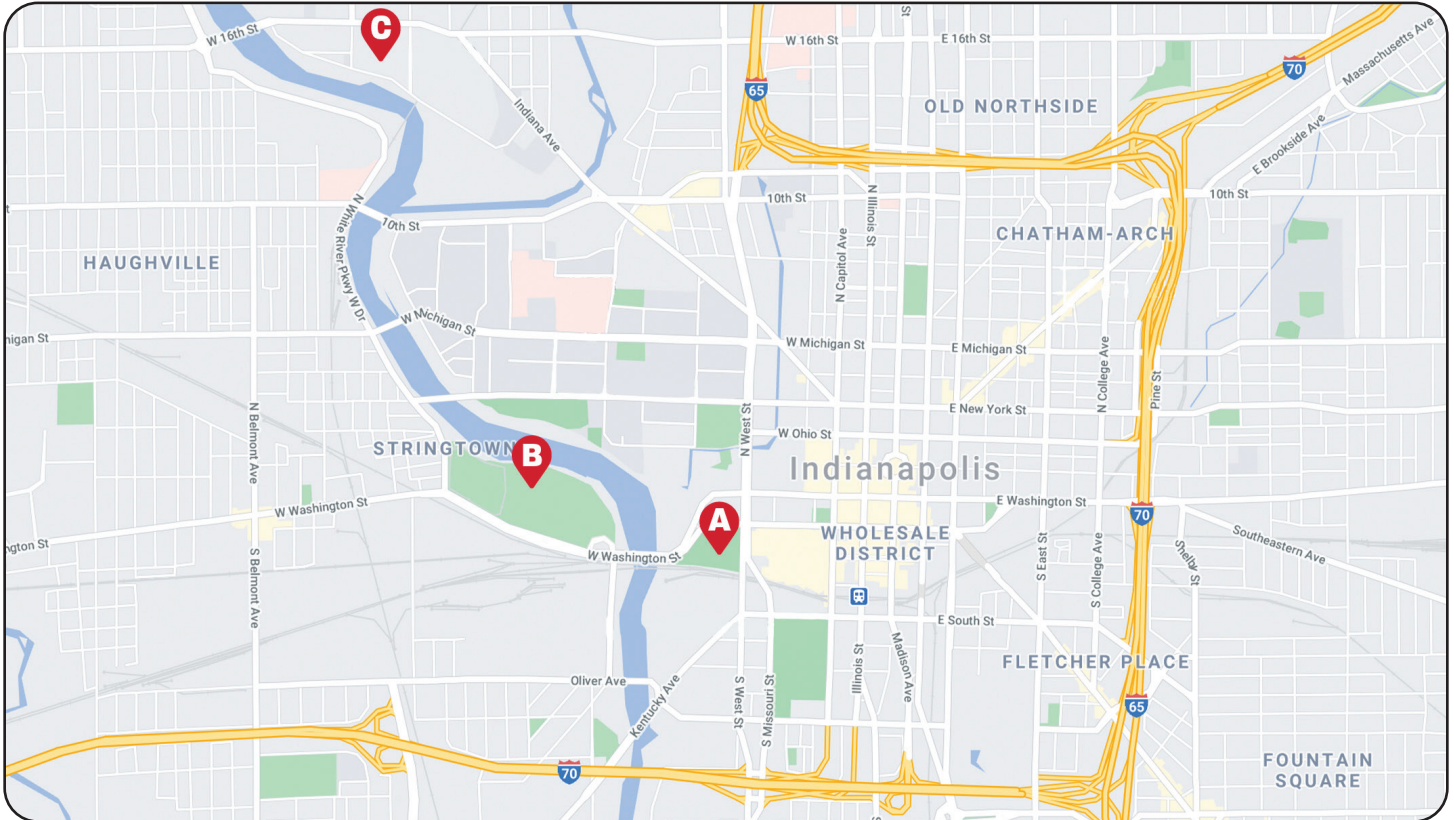 W 16th St
C
St
W 16th St
E 16th St
70
Massachusetts Ave
65
OLD NORTHSIDE
Indiana Ave
E Brookside Ave
10th St
10th St
10th St
N White River Pkwy W Dr
N Illinois St
CHATHAM-ARCH
HAUGHVILLE
N Capitol Ave
W Michigan St
higan St
W Michigan St
E Michigan St
N College Ave
Pine St
N Belmont Ave
N West St
E New York St
W Ohio St
STRINGTOWN
B
Indianapolis
W Washington St
E Washington St
A
70
ngton St
W Washington St
WHOLESALE
DISTRICT
S East St
S College Ave
Shelby St
Southeastern Ave
S Belmont Ave
E South St
Oliver Ave
Kentucky Ave
S West St
S Missouri St
Illinois St
Madison Ave
FLETCHER PLACE
65
70
FOUNTAIN
SQUARE